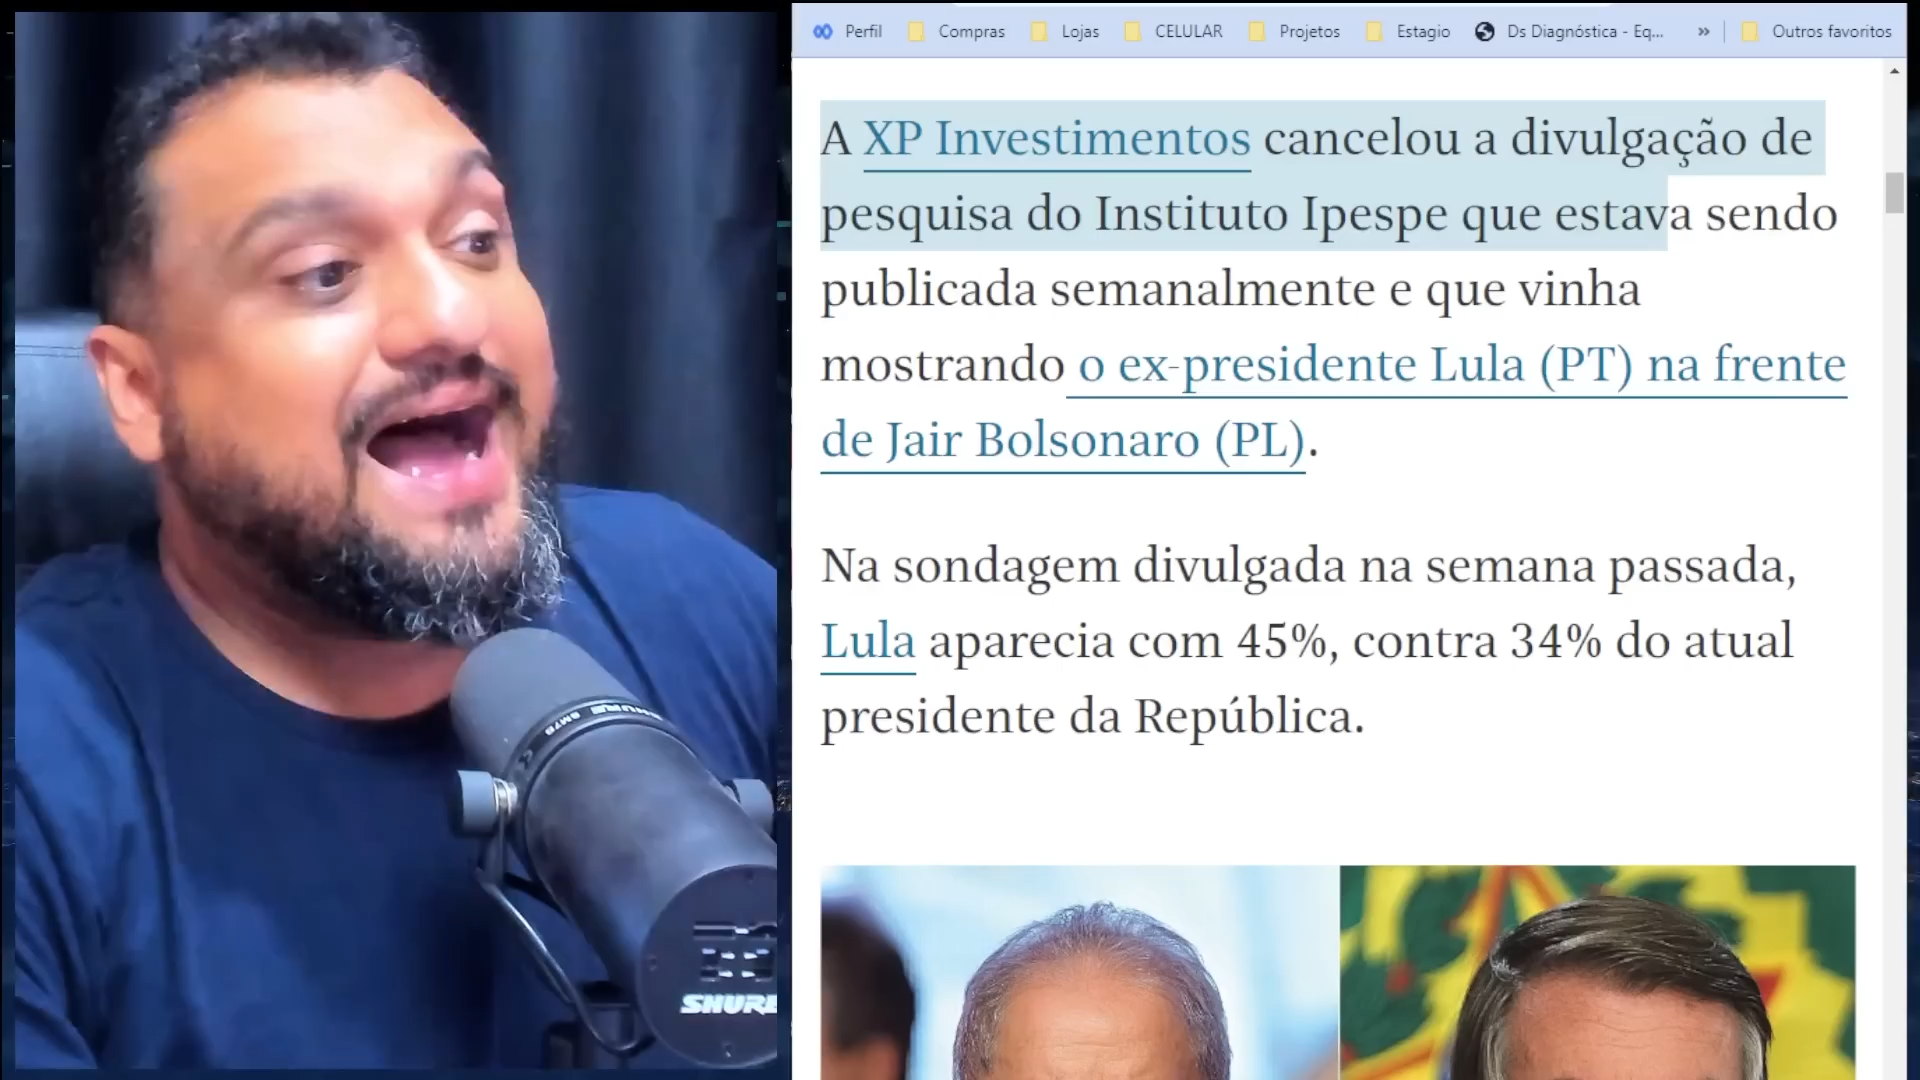 Perfil Compras Lojas CELULAR Projetos Estagio Ds Diagnóstica - Eq... » Outros favoritos
A XP Investimentos cancelou a divulgação de
pesquisa do Instituto Ipespe que estava sendo
publicada semanalmente e que vinha
mostrando o ex-presidente Lula (PT) na frente
de Jair Bolsonaro (PL).
Na sondagem divulgada na semana passada,
Lula aparecia com 45%, contra 34% do atual
presidente da República.
SHURE SM7B
SHURE